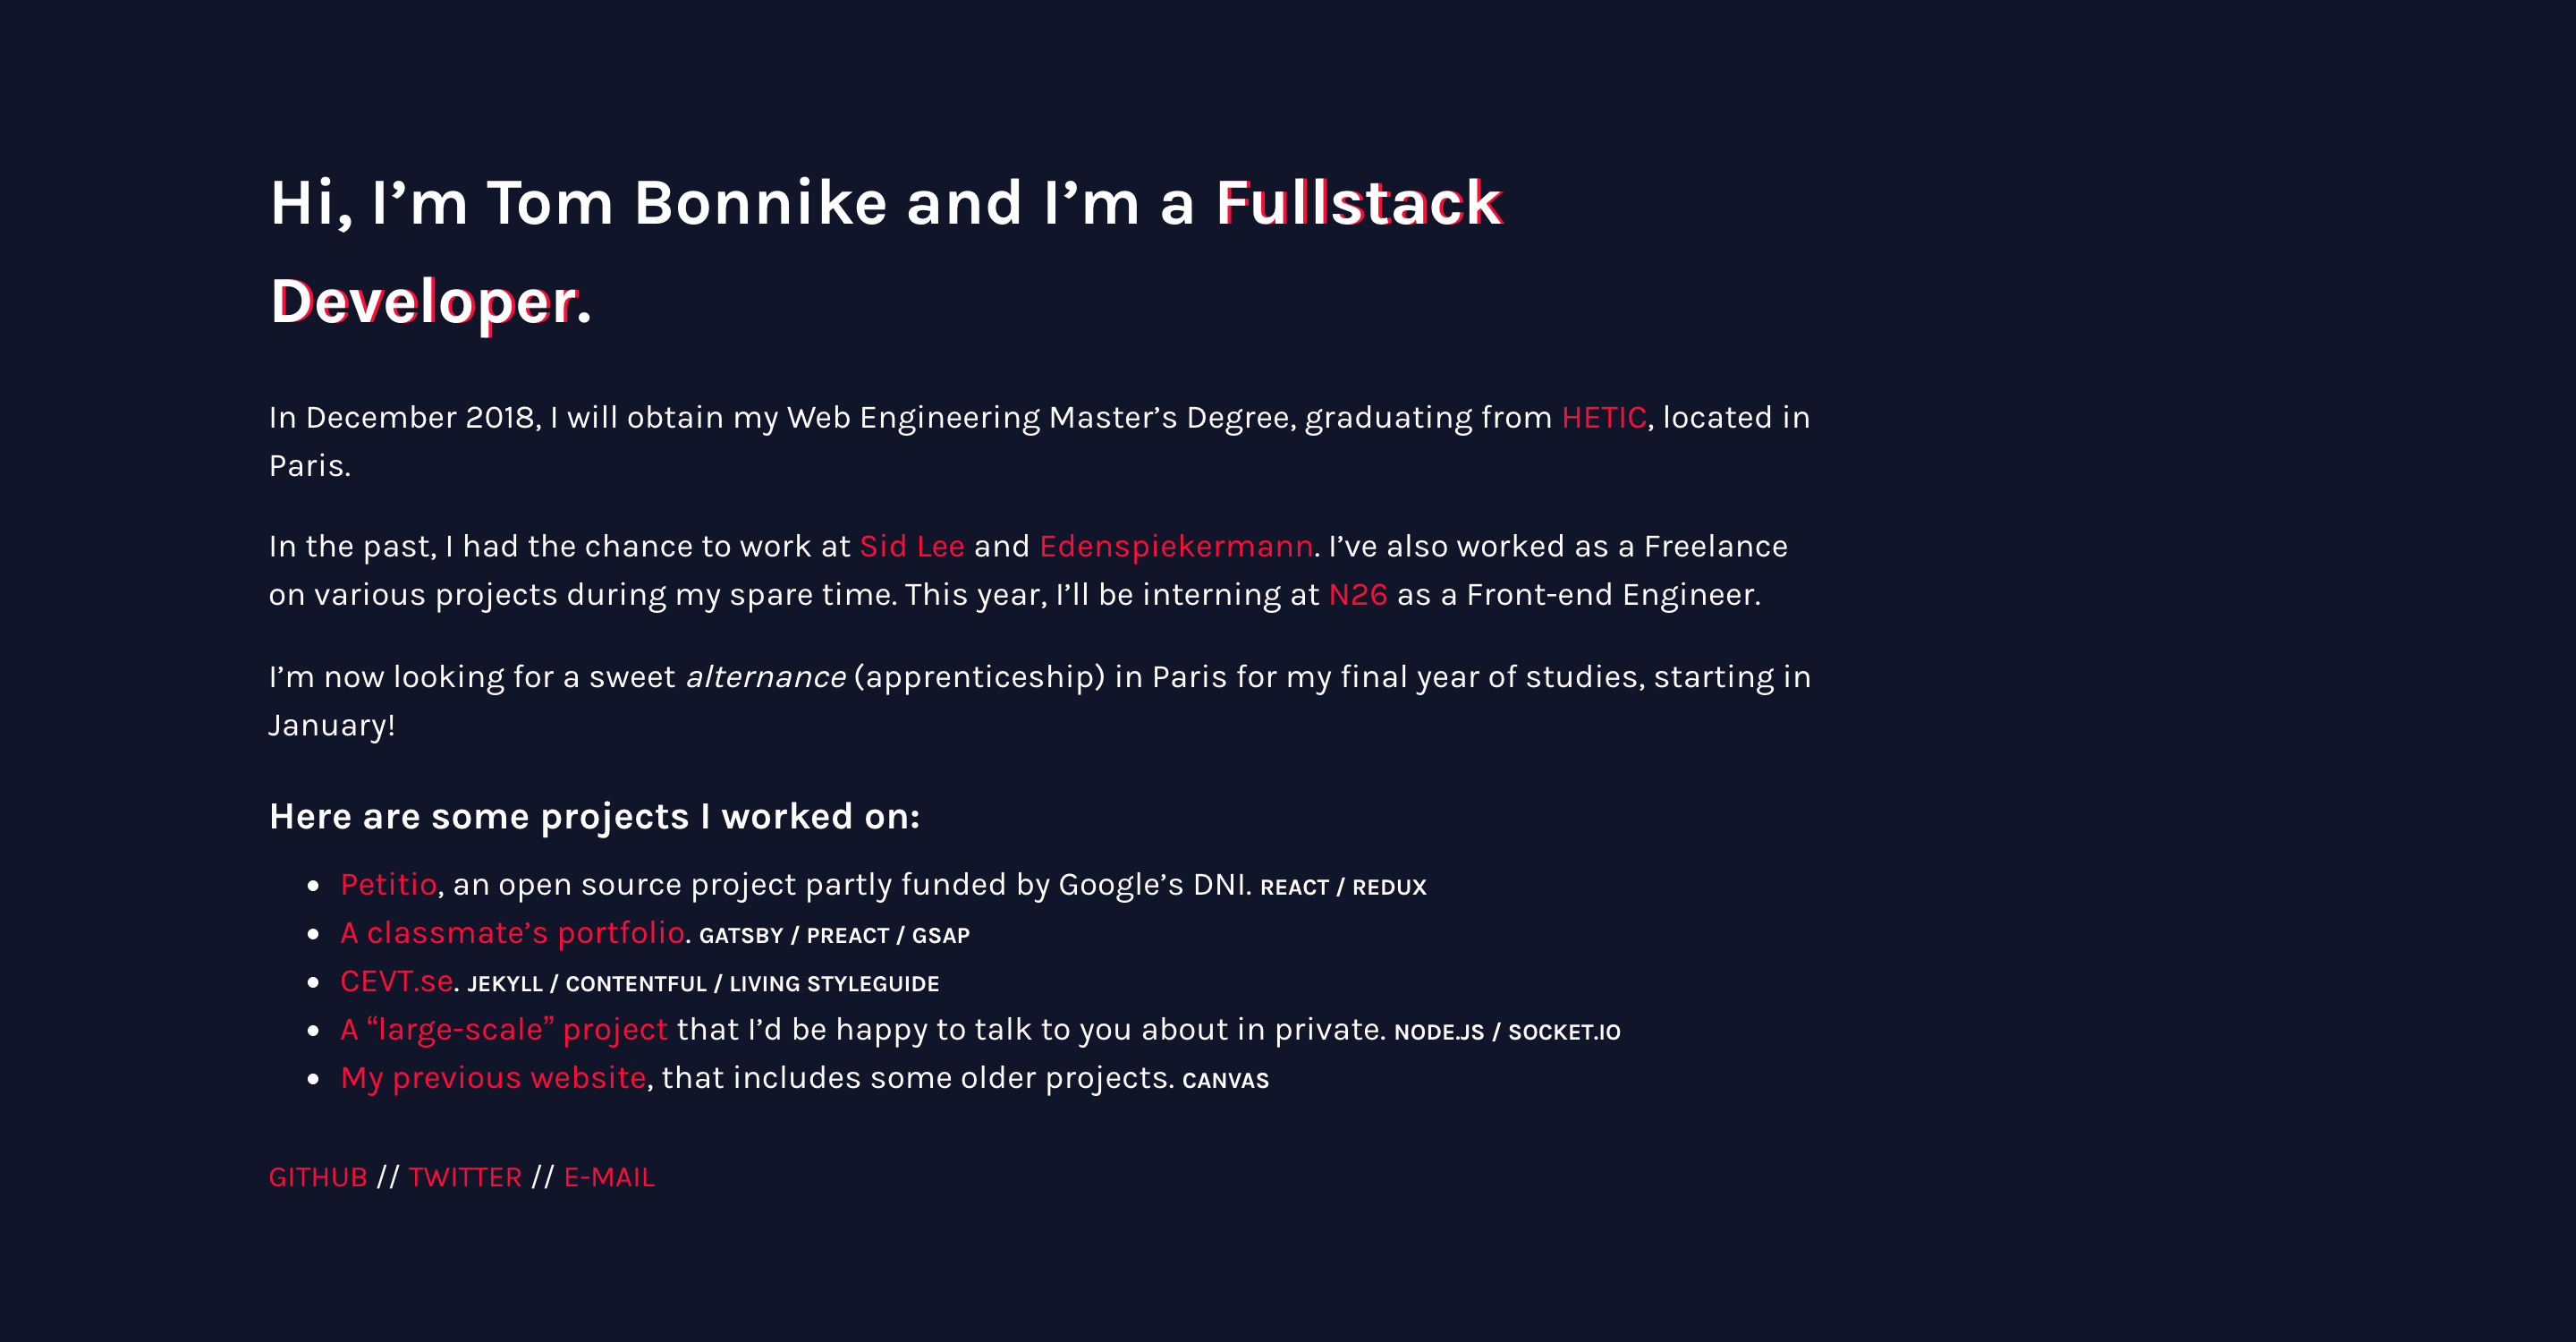 Hi, I’m Tom Bonnike and I’m a Fullstack
Developer.
In December 2018, I will obtain my Web Engineering Master’s Degree, graduating from HETIC, located in
Paris.
In the past, I had the chance to work at Sid Lee and Edenspiekermann. I’ve also worked as a Freelance
on various projects during my spare time. This year, I’ll be interning at N26 as a Front-end Engineer.
I’m now looking for a sweet alternance (apprenticeship) in Paris for my final year of studies, starting in
January!
Here are some projects I worked on:
• Petitio, an open source project partly funded by Google’s DNI. REACT / REDUX
• A classmate’s portfolio. GATSBY / PREACT / GSAP
• CEVT.se. JEKYLL / CONTENTFUL / LIVING STYLEGUIDE
• A “large-scale” project that I’d be happy to talk to you about in private. NODE.JS / SOCKET.IO
• My previous website, that includes some older projects. CANVAS
GITHUB // TWITTER // E-MAIL